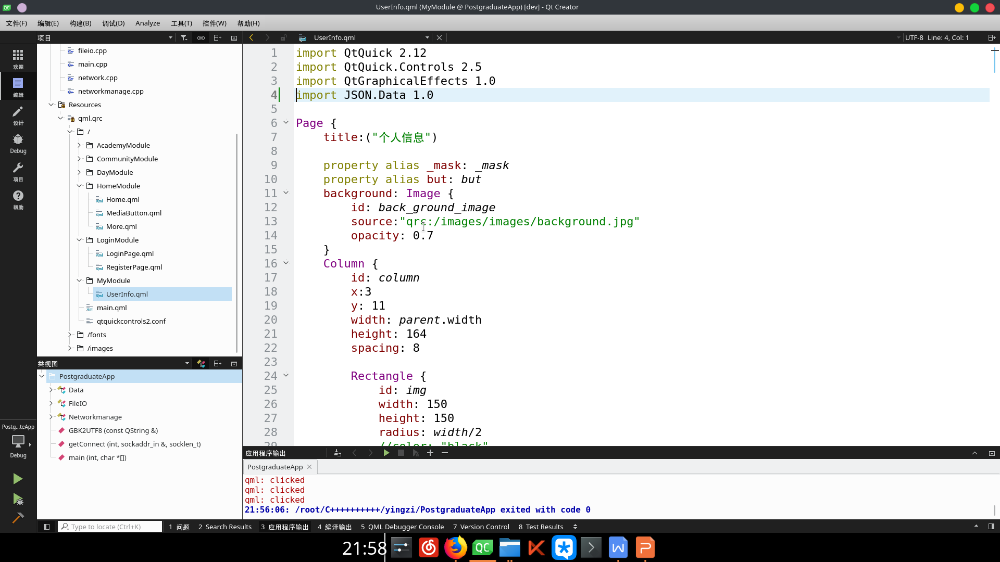 UserInfo.qml (MyModule @ PostgraduateApp) [dev] - Qt Creator
文件(F) 编辑(E) 构建(B) 调试(D) Analyze 工具(T) 控件(W) 帮助(H)
项目
UserInfo.qml
UTF-8 Line: 4, Col: 1
欢迎
编辑
设计
Debug
项目
帮助
fileio.cpp
main.cpp
network.cpp
networkmanage.cpp
Resources
qml.qrc
/
AcademyModule
CommunityModule
DayModule
HomeModule
Home.qml
MediaButton.qml
More.qml
LoginModule
LoginPage.qml
RegisterPage.qml
MyModule
UserInfo.qml
main.qml
qtquickcontrols2.conf
/fonts
/images
1 import QtQuick 2.12
2 import QtQuick.Controls 2.5
3 import QtGraphicalEffects 1.0
4 import JSON.Data 1.0
5
6 Page {
7 title:("个人信息")
8
9 property alias _mask: _mask
10 property alias but: but
11 background: Image {
12 id: back_ground_image
13 source:"qrc:/images/images/background.jpg"
14 opacity: 0.7
15 }
16 Column {
17 id: column
18 x:3
19 y: 11
20 width: parent.width
21 height: 164
22 spacing: 8
23
24 Rectangle {
25 id: img
26 width: 150
27 height: 150
28 radius: width/2
29 //color: "black"
类视图
PostgraduateApp
Data
FileIO
Networkmanage
GBK2UTF8 (const QString &)
getConnect (int, sockaddr_in &, socklen_t)
main (int, char *[])
Postg...teApp
Debug
应用程序输出
PostgraduateApp
qml: clicked
qml: clicked
qml: clicked
21:56:06: /root/C++++++++++/yingzi/PostgraduateApp exited with code 0
Type to locate (Ctrl+K) 1 问题 2 Search Results 3 应用程序输出 4 编译输出 5 QML Debugger Console 7 Version Control 8 Test Results
21:58
QC